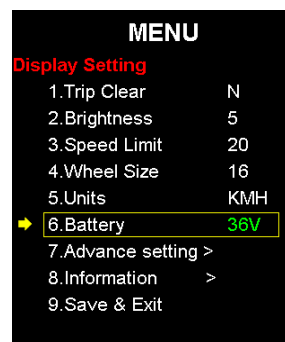 MENU
Display Setting
1.Trip Clear N
2.Brightness 5
3.Speed Limit 20
4.Wheel Size 16
5.Units KMH
6.Battery 36V
7.Advance setting >
8.Information >
9.Save & Exit